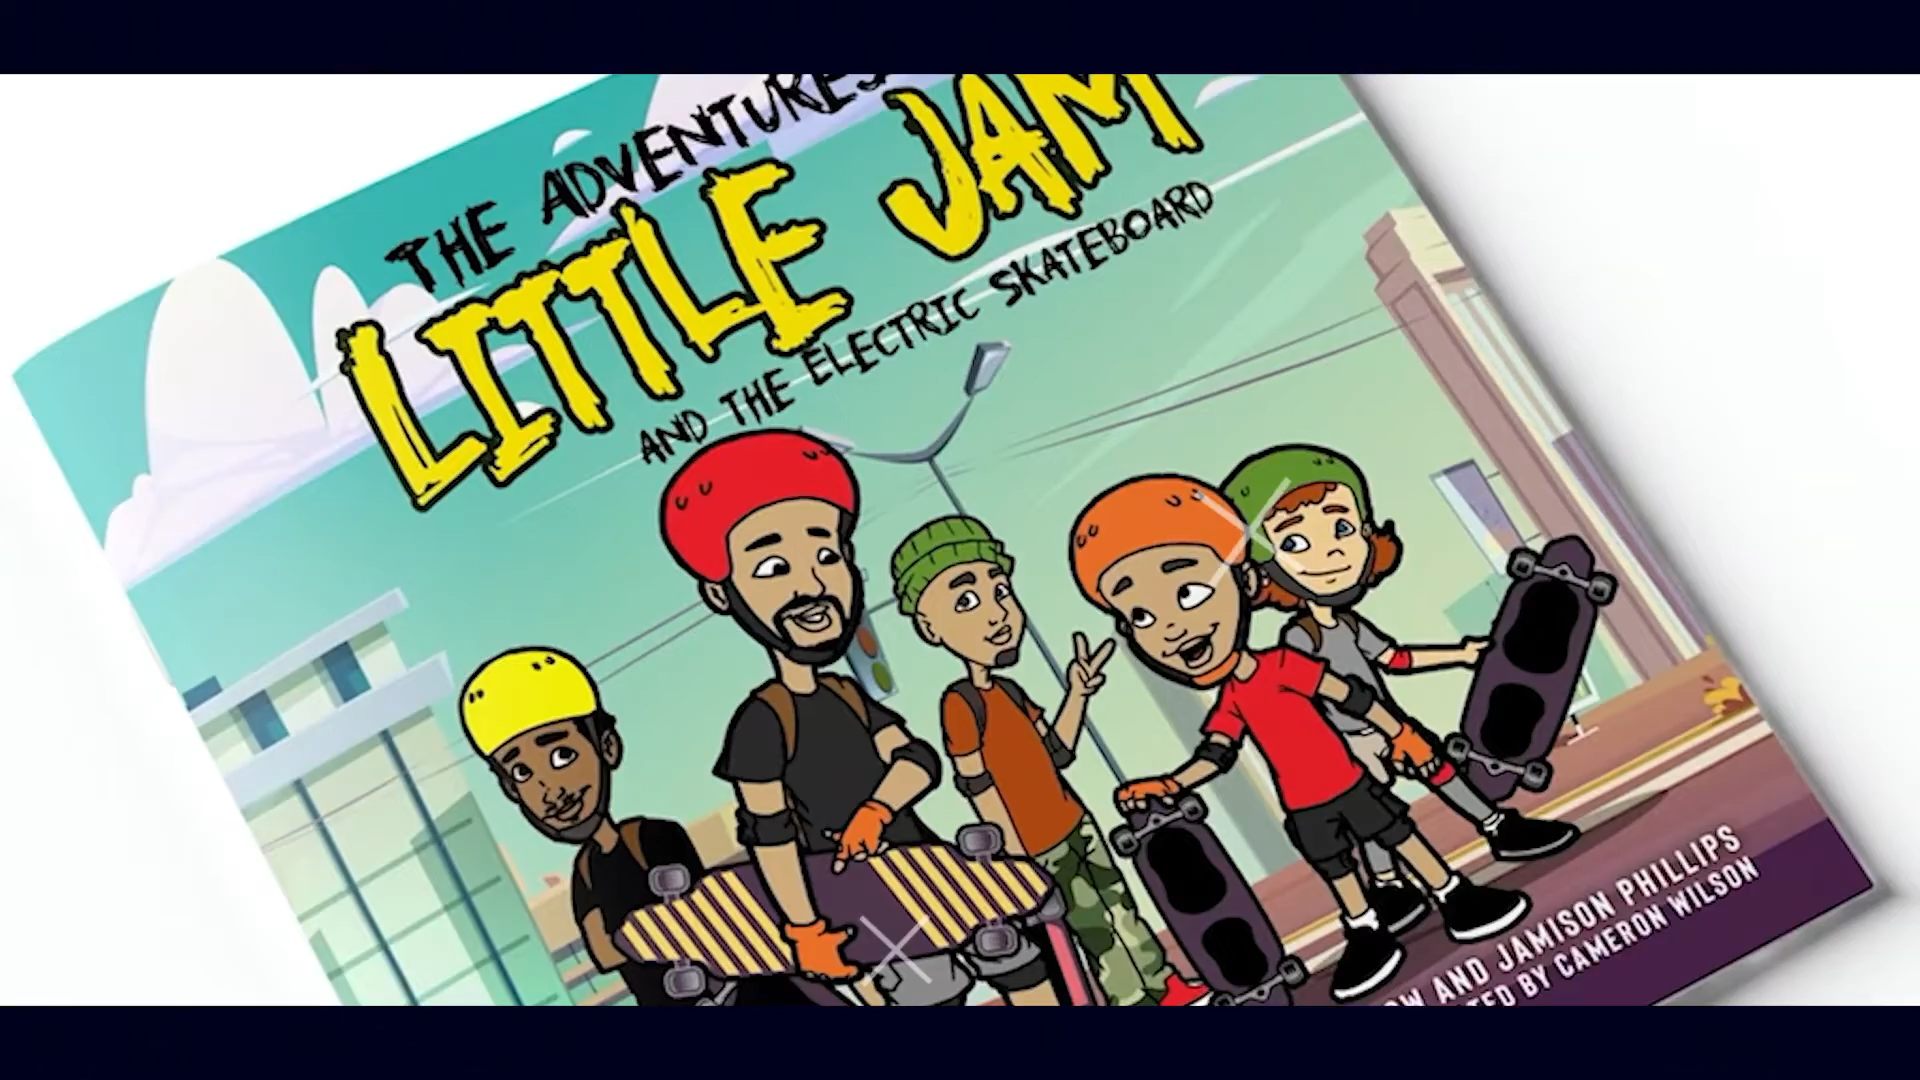 THE ADVENTURES
LITTLE JAM
AND THE ELECTRIC SKATEBOARD
AND JAMISON PHILLIPS
BY CAMERON WILSON